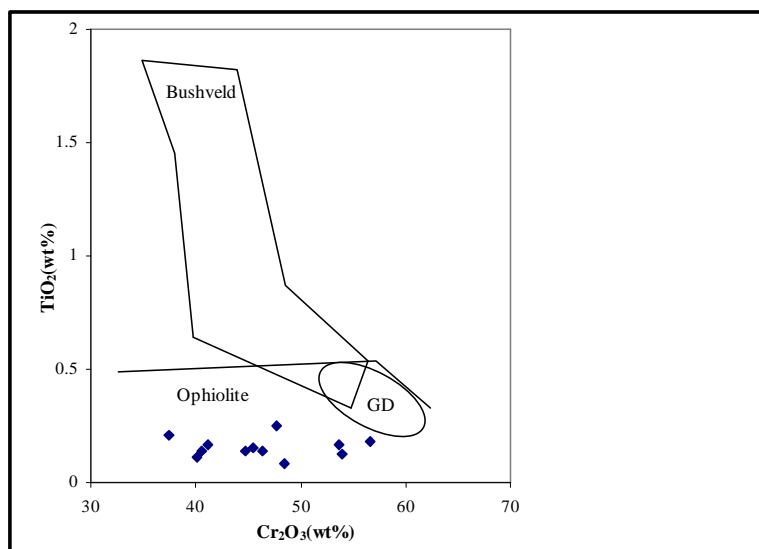 2
Bushveld
1.5
TiO₂(wt%)
1
0.5
Ophiolite
GD
0
30 40 50 60 70
Cr₂O₃(wt%)